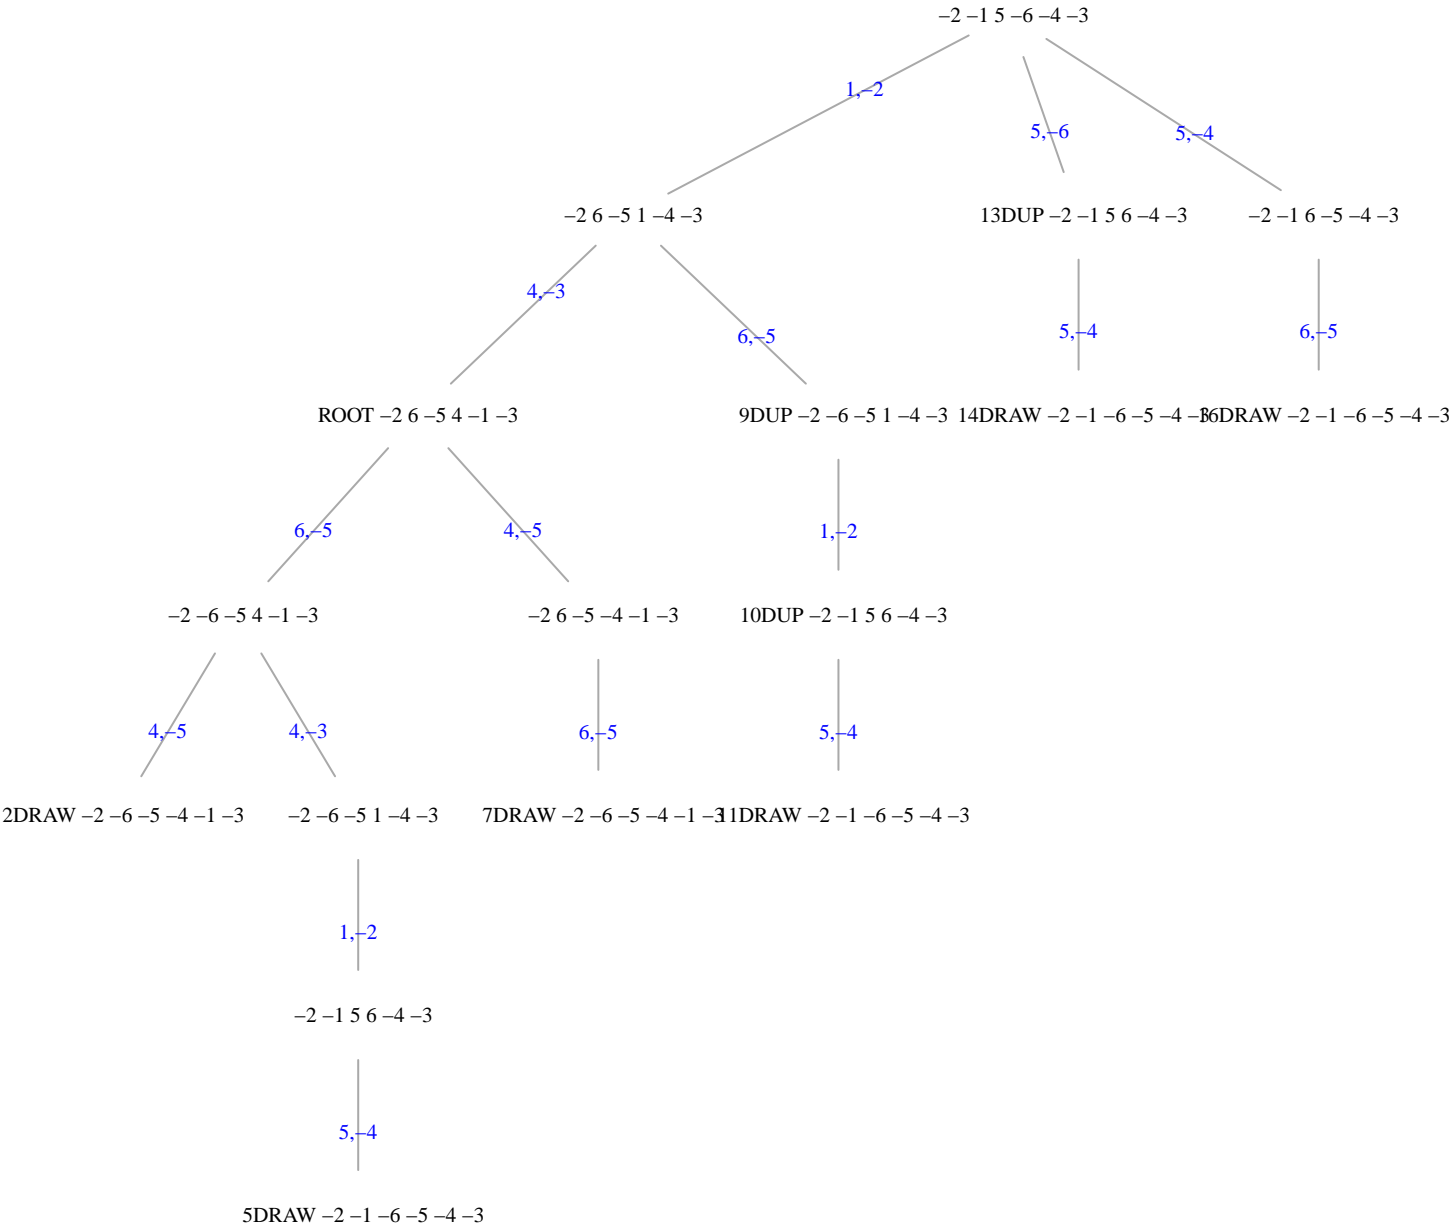 –2 –1 5 –6 –4 –3
1,–2
5,–6
5,–4
–2 6 –5 1 –4 –3
13DUP –2 –1 5 6 –4 –3
–2 –1 6 –5 –4 –3
4,–3
6,–5
5,–4
6,–5
ROOT –2 6 –5 4 –1 –3
9DUP –2 –6 –5 1 –4 –3
14DRAW –2 –1 –6 –5 –4 –3
16DRAW –2 –1 –6 –5 –4 –3
6,–5
4,–5
1,–2
–2 –6 –5 4 –1 –3
–2 6 –5 –4 –1 –3
10DUP –2 –1 5 6 –4 –3
4,–5
4,–3
6,–5
5,–4
2DRAW –2 –6 –5 –4 –1 –3
–2 –6 –5 1 –4 –3
7DRAW –2 –6 –5 –4 –1 –3
11DRAW –2 –1 –6 –5 –4 –3
1,–2
–2 –1 5 6 –4 –3
5,–4
5DRAW –2 –1 –6 –5 –4 –3